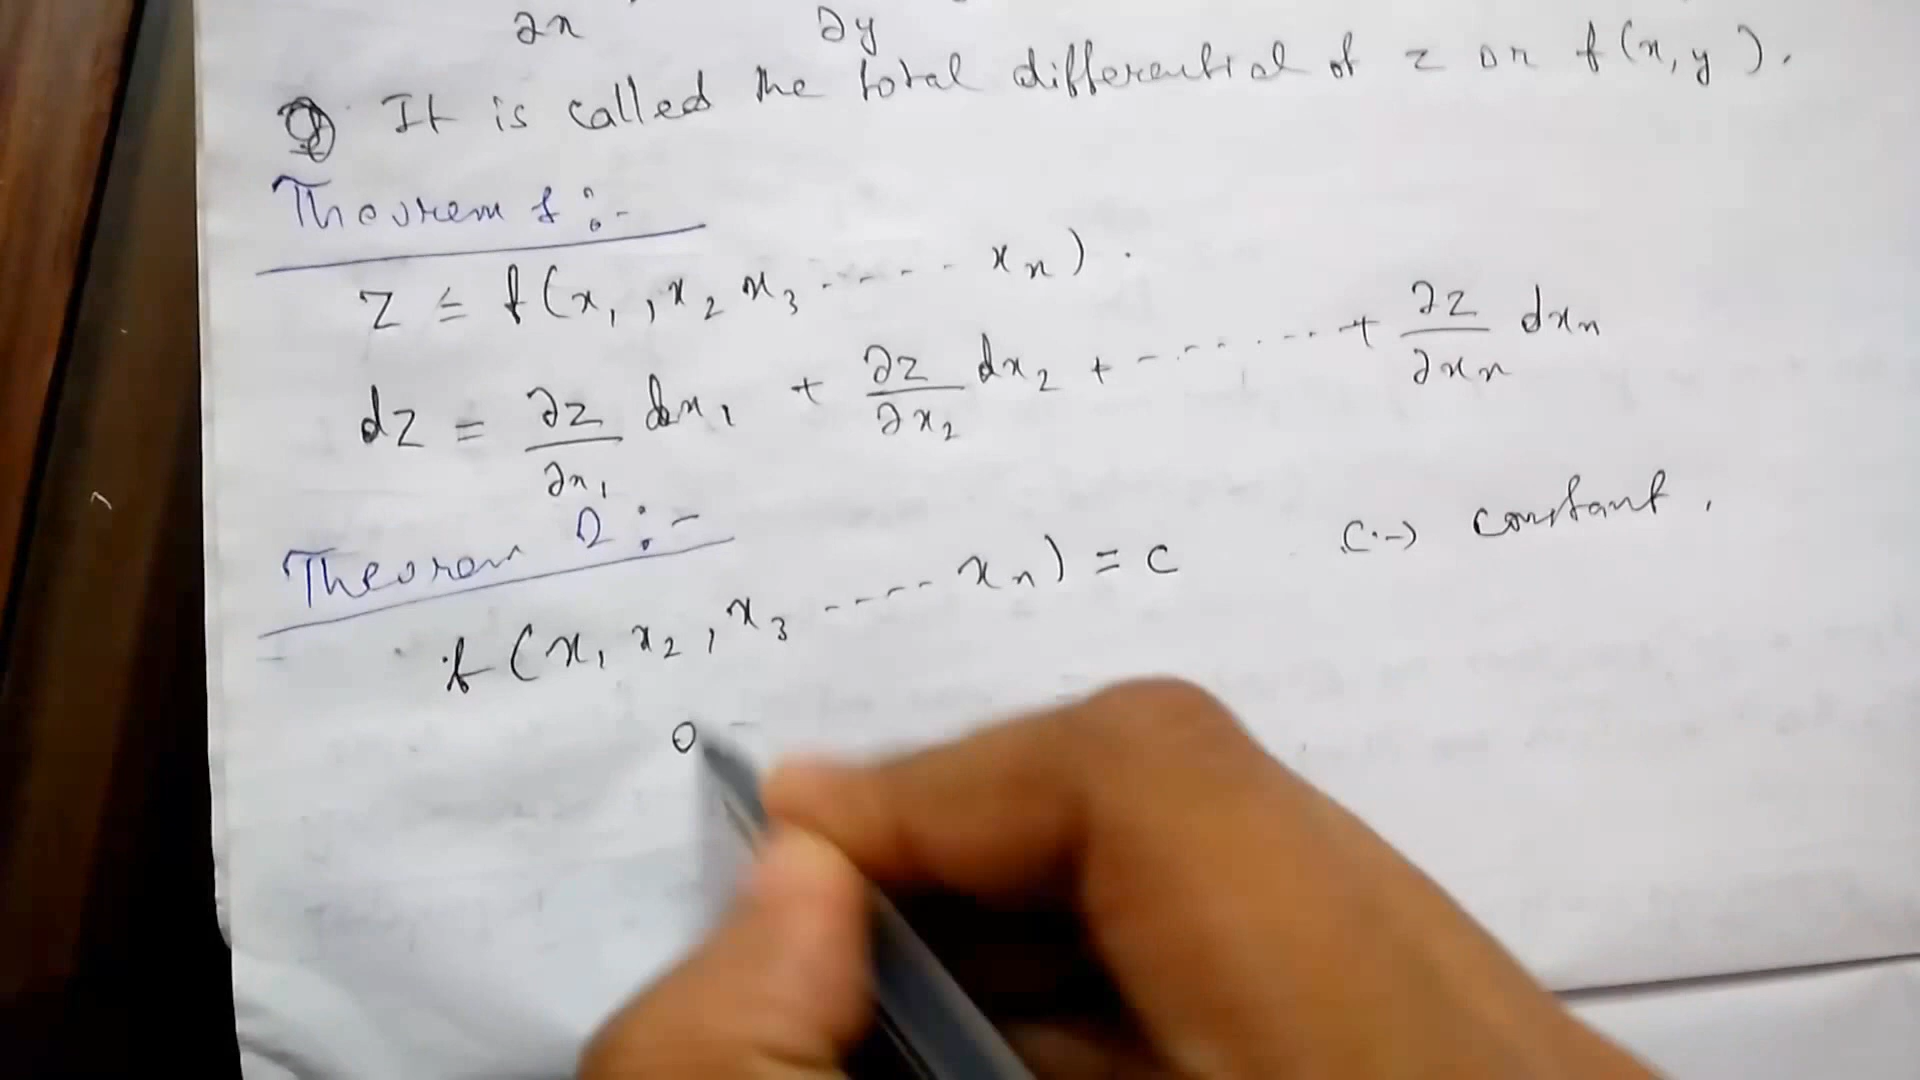 ∂x ∂y
It is called the total differential of z or f(x, y).
Theorem 1 :-
z = f(x₁, x₂ x₃ ----- xₙ).
dz = ∂z/∂x₁ dx₁ + ∂z/∂x₂ dx₂ + ------- + ∂z/∂xₙ dxₙ
Theorem 2 :-
f(x₁ x₂, x₃ ----- xₙ) = c c → constant.
0